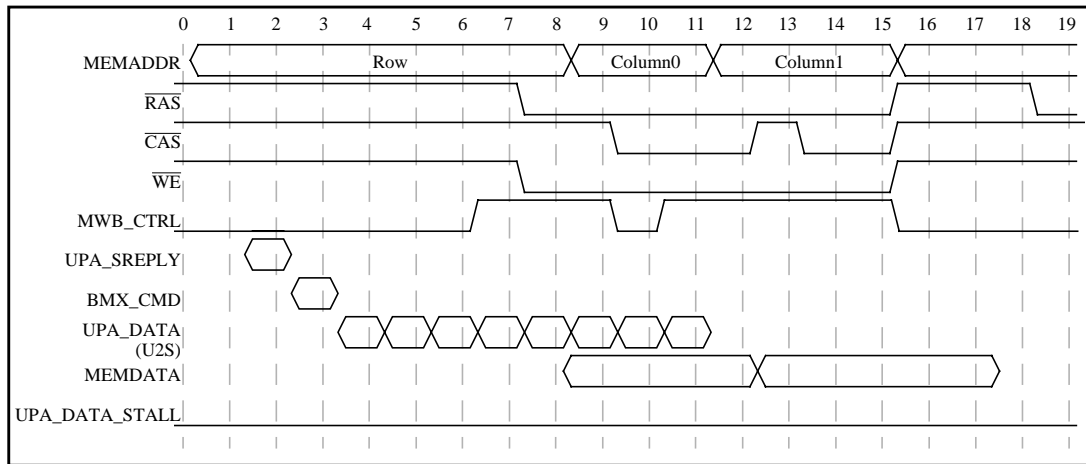 0 1 2 3 4 5 6 7 8 9 10 11 12 13 14 15 16 17 18 19
MEMADDR Row Column0 Column1
RAS
CAS
WE
MWB_CTRL
UPA_SREPLY
BMX_CMD
UPA_DATA
(U2S)
MEMDATA
UPA_DATA_STALL